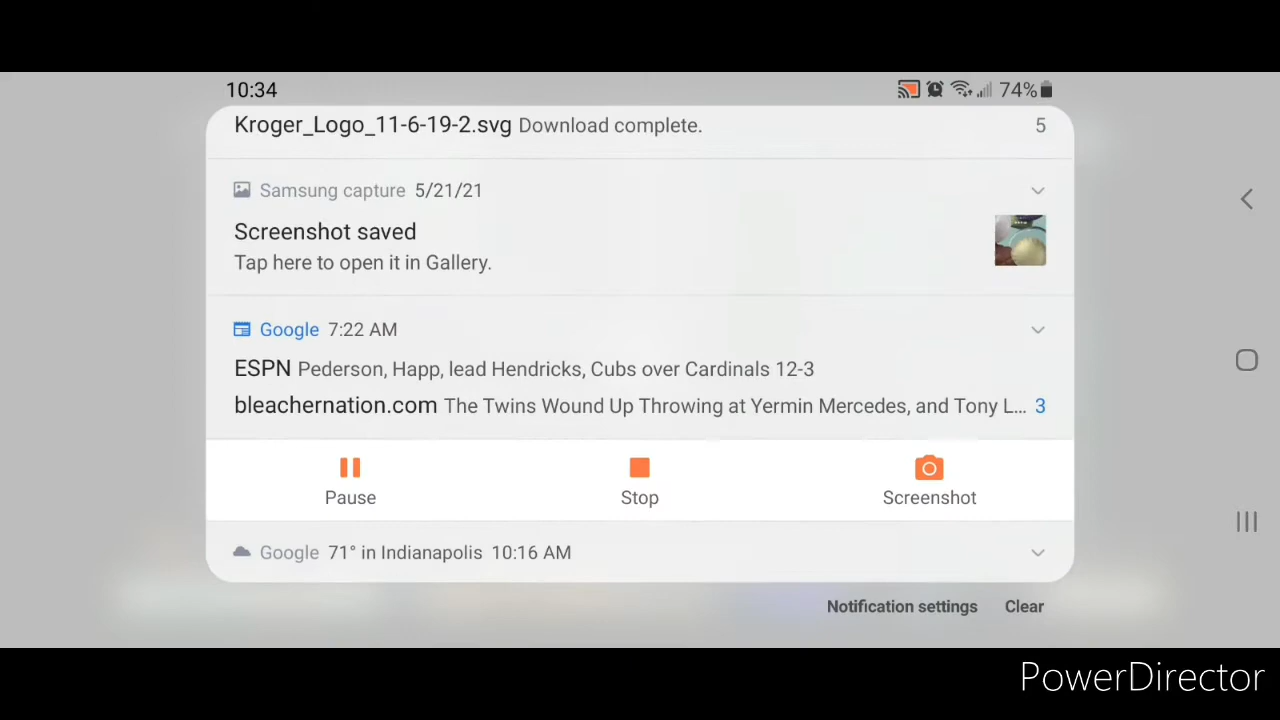 10:34
74%
Kroger_Logo_11-6-19-2.svg Download complete. 5
Samsung capture 5/21/21
Screenshot saved
Tap here to open it in Gallery.
Google 7:22 AM
ESPN Pederson, Happ, lead Hendricks, Cubs over Cardinals 12-3
bleachernation.com The Twins Wound Up Throwing at Yermin Mercedes, and Tony L... 3
Pause Stop Screenshot
Google 71° in Indianapolis 10:16 AM
Notification settings Clear
PowerDirector